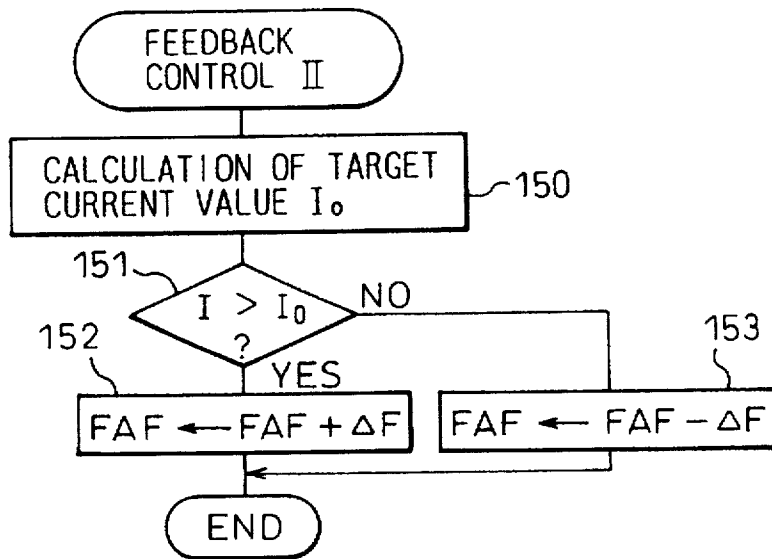 FEEDBACK
CONTROL II
CALCULATION OF TARGET
CURRENT VALUE I₀
150
151
I > I₀
?
NO
YES
152
FAF ← FAF + ΔF
153
FAF ← FAF − ΔF
END